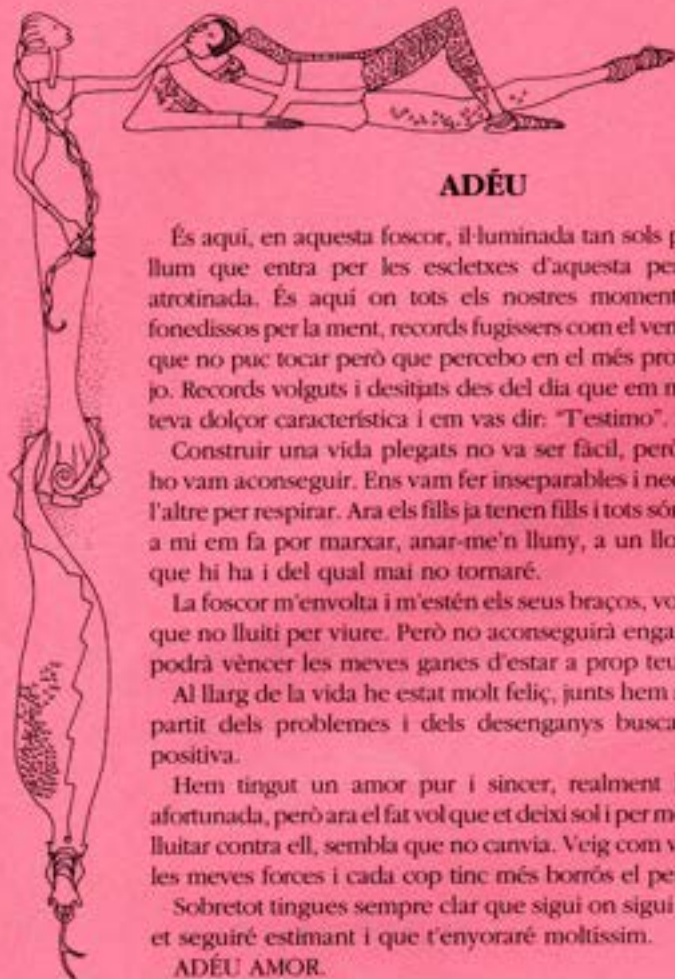 ADÉU
És aquí, en aquesta foscor, il·luminada tan sols p
llum que entra per les escletxes d'aquesta per
atrotinada. És aquí on tots els nostres moment
fonedissos per la ment, records fugissers com el ven
que no puc tocar però que percebo en el més pro
jo. Records volguts i desitjats des del dia que em m
teva dolçor característica i em vas dir: "T'estimo".
Construir una vida plegats no va ser fàcil, però
ho vam aconseguir. Ens vam fer inseparables i nec
l'altre per respirar. Ara els fills ja tenen fills i tots són
a mi em fa por marxar, anar-me'n lluny, a un llo
que hi ha i del qual mai no tornaré.
La foscor m'envolta i m'estén els seus braços, vo
que no lluiti per viure. Però no aconseguirà enga
podrà vèncer les meves ganes d'estar a prop teu
Al llarg de la vida he estat molt feliç, junts hem
partit dels problemes i dels desenganys busca
positiva.
Hem tingut un amor pur i sincer, realment
afortunada, però ara el fat vol que et deixi sol i per m
lluitar contra ell, sembla que no canvia. Veig com v
les meves forces i cada cop tinc més borrós el pe
Sobretot tingues sempre clar que sigui on sigui
et seguiré estimant i que t'enyoraré moltíssim.
ADÉU AMOR.